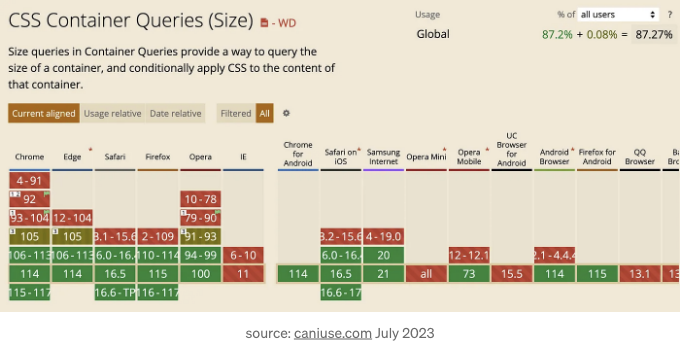 CSS Container Queries (Size) - WD
Usage
% of all users ?
Global
87.2% + 0.08% = 87.27%
Size queries in Container Queries provide a way to query the
size of a container, and conditionally apply CSS to the content of
that container.
Current aligned Usage relative Date relative Filtered All
Chrome Edge * Safari Firefox Opera IE Chrome for Android Safari on iOS * Samsung Internet Opera Mini * Opera Mobile * UC Browser for Android Android Browser * Firefox for Android QQ Browser
4-91
92 10-78
93-104 12-104 79-90
105 105 3.1-15.6 2-109 91-93 3.2-15.6 4-19.0
106-113 106-113 6.0-16. 110-114 94-99 6-10 6.0-16. 20 12-12.1 2.1-4.4.4
114 114 16.5 115 100 11 114 16.5 21 all 73 15.5 114 115 13.1 13
115-117 16.6-TP 116-117 16.6-17
source: caniuse.com July 2023